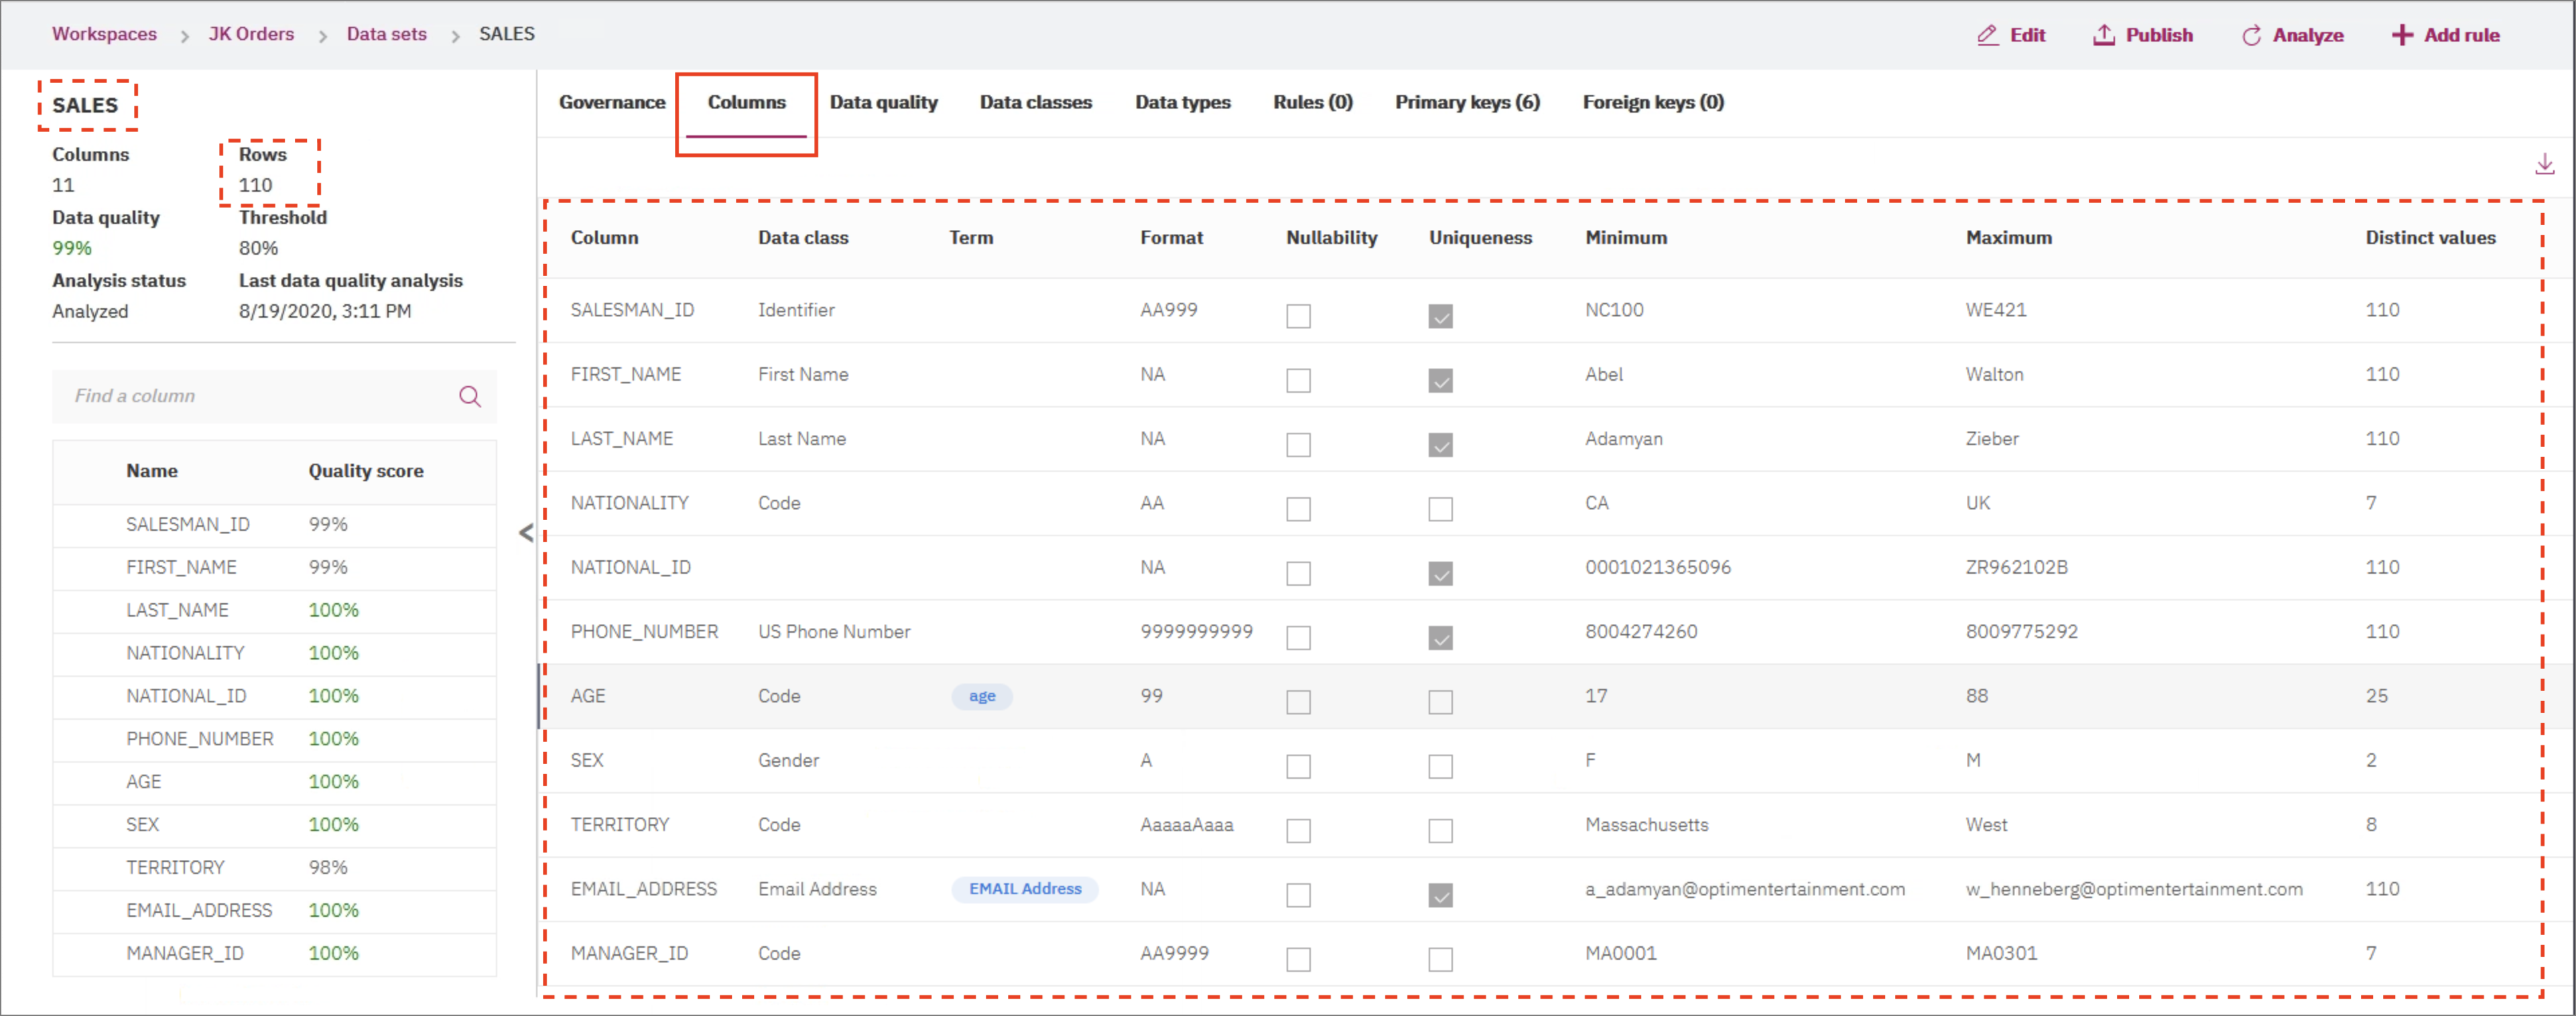 Workspaces > JK Orders > Data sets > SALES
Edit Publish Analyze Add rule
SALES
Columns Rows
11 110
Data quality Threshold
99% 80%
Analysis status Last data quality analysis
Analyzed 8/19/2020, 3:11 PM
Find a column
Name Quality score
SALESMAN_ID 99%
FIRST_NAME 99%
LAST_NAME 100%
NATIONALITY 100%
NATIONAL_ID 100%
PHONE_NUMBER 100%
AGE 100%
SEX 100%
TERRITORY 98%
EMAIL_ADDRESS 100%
MANAGER_ID 100%
Governance Columns Data quality Data classes Data types Rules (0) Primary keys (6) Foreign keys (0)
Column Data class Term Format Nullability Uniqueness Minimum Maximum Distinct values
SALESMAN_ID Identifier AA999 NC100 WE421 110
FIRST_NAME First Name NA Abel Walton 110
LAST_NAME Last Name NA Adamyan Zieber 110
NATIONALITY Code AA CA UK 7
NATIONAL_ID NA 0001021365096 ZR962102B 110
PHONE_NUMBER US Phone Number 9999999999 8004274260 8009775292 110
AGE Code age 99 17 88 25
SEX Gender A F M 2
TERRITORY Code AaaaaAaaa Massachusetts West 8
EMAIL_ADDRESS Email Address EMAIL Address NA a_adamyan@optimentertainment.com w_henneberg@optimentertainment.com 110
MANAGER_ID Code AA9999 MA0001 MA0301 7